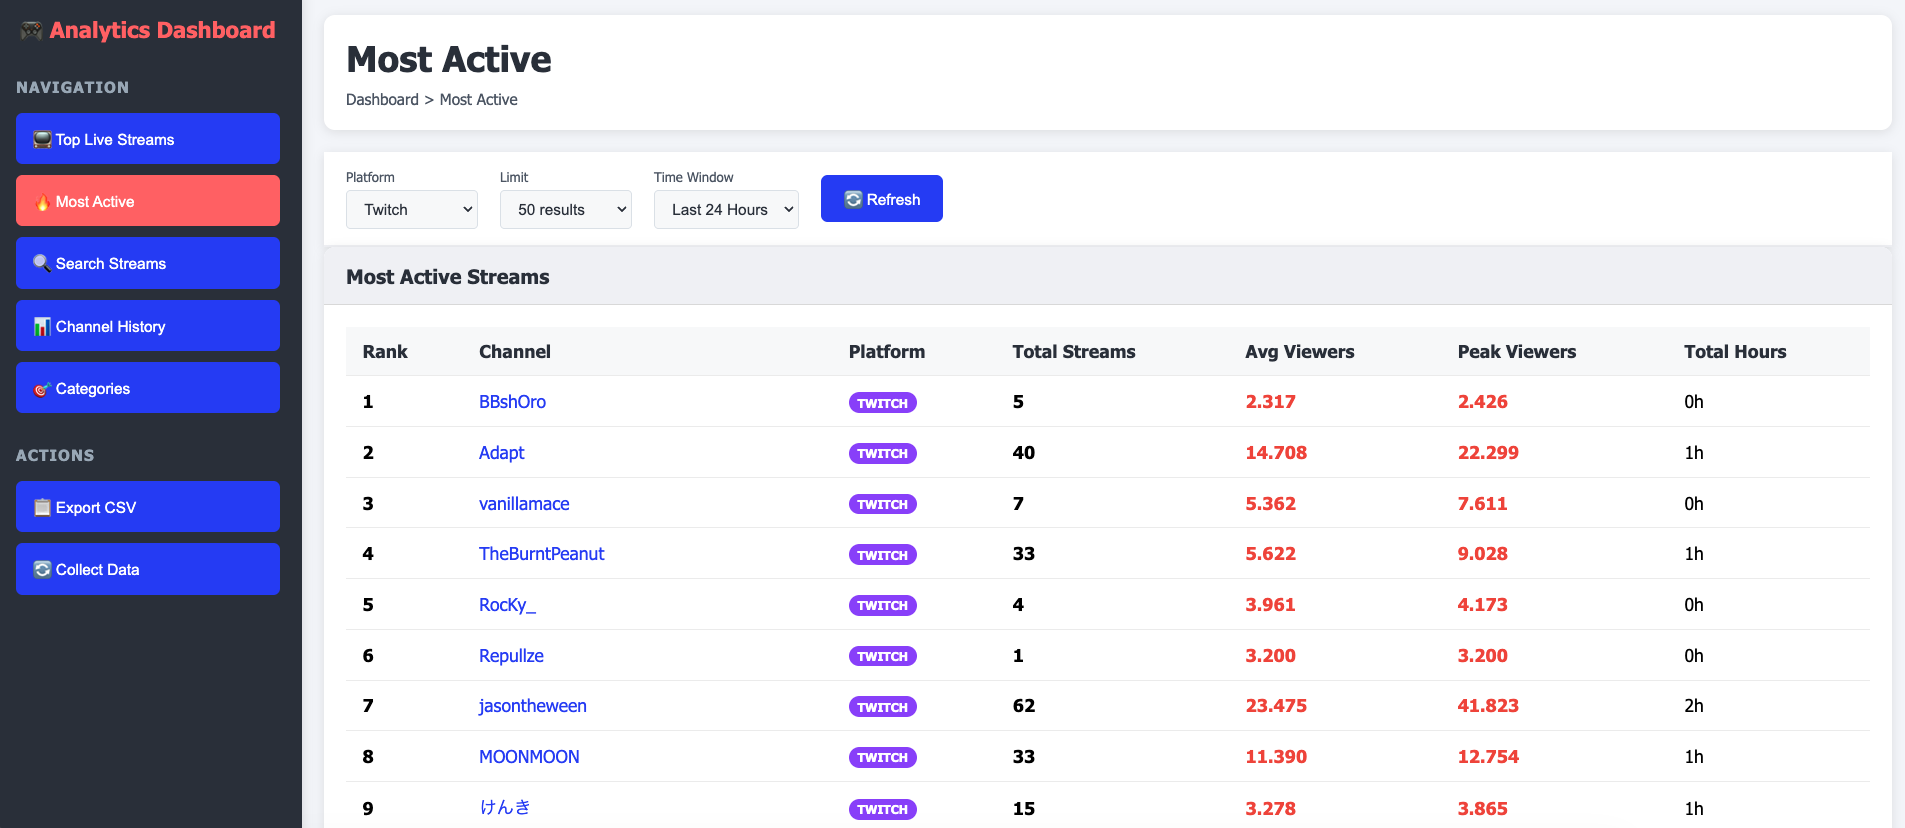 Analytics Dashboard
NAVIGATION
Top Live Streams
Most Active
Search Streams
Channel History
Categories
ACTIONS
Export CSV
Collect Data
Most Active
Dashboard > Most Active
Platform Limit Time Window
Twitch 50 results Last 24 Hours Refresh
Most Active Streams
Rank Channel Platform Total Streams Avg Viewers Peak Viewers Total Hours
1 BBshOro TWITCH 5 2.317 2.426 0h
2 Adapt TWITCH 40 14.708 22.299 1h
3 vanillamace TWITCH 7 5.362 7.611 0h
4 TheBurntPeanut TWITCH 33 5.622 9.028 1h
5 RocKy_ TWITCH 4 3.961 4.173 0h
6 Repullze TWITCH 1 3.200 3.200 0h
7 jasontheween TWITCH 62 23.475 41.823 2h
8 MOONMOON TWITCH 33 11.390 12.754 1h
9 けんき TWITCH 15 3.278 3.865 1h